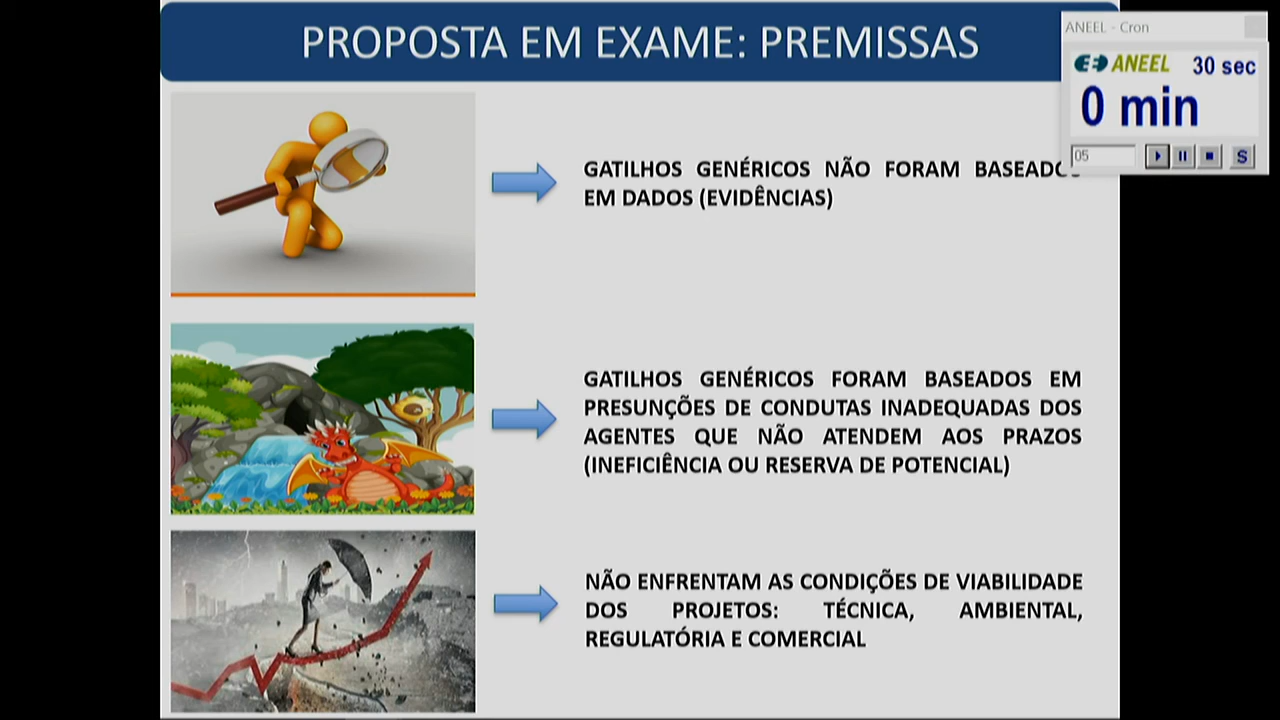 PROPOSTA EM EXAME: PREMISSAS
ANEEL - Cron
ANEEL 30 sec
0 min
05
S
GATILHOS GENÉRICOS NÃO FORAM BASEADOS
EM DADOS (EVIDÊNCIAS)
GATILHOS GENÉRICOS FORAM BASEADOS EM
PRESUNÇÕES DE CONDUTAS INADEQUADAS DOS
AGENTES QUE NÃO ATENDEM AOS PRAZOS
(INEFICIÊNCIA OU RESERVA DE POTENCIAL)
NÃO ENFRENTAM AS CONDIÇÕES DE VIABILIDADE
DOS PROJETOS: TÉCNICA, AMBIENTAL,
REGULATÓRIA E COMERCIAL